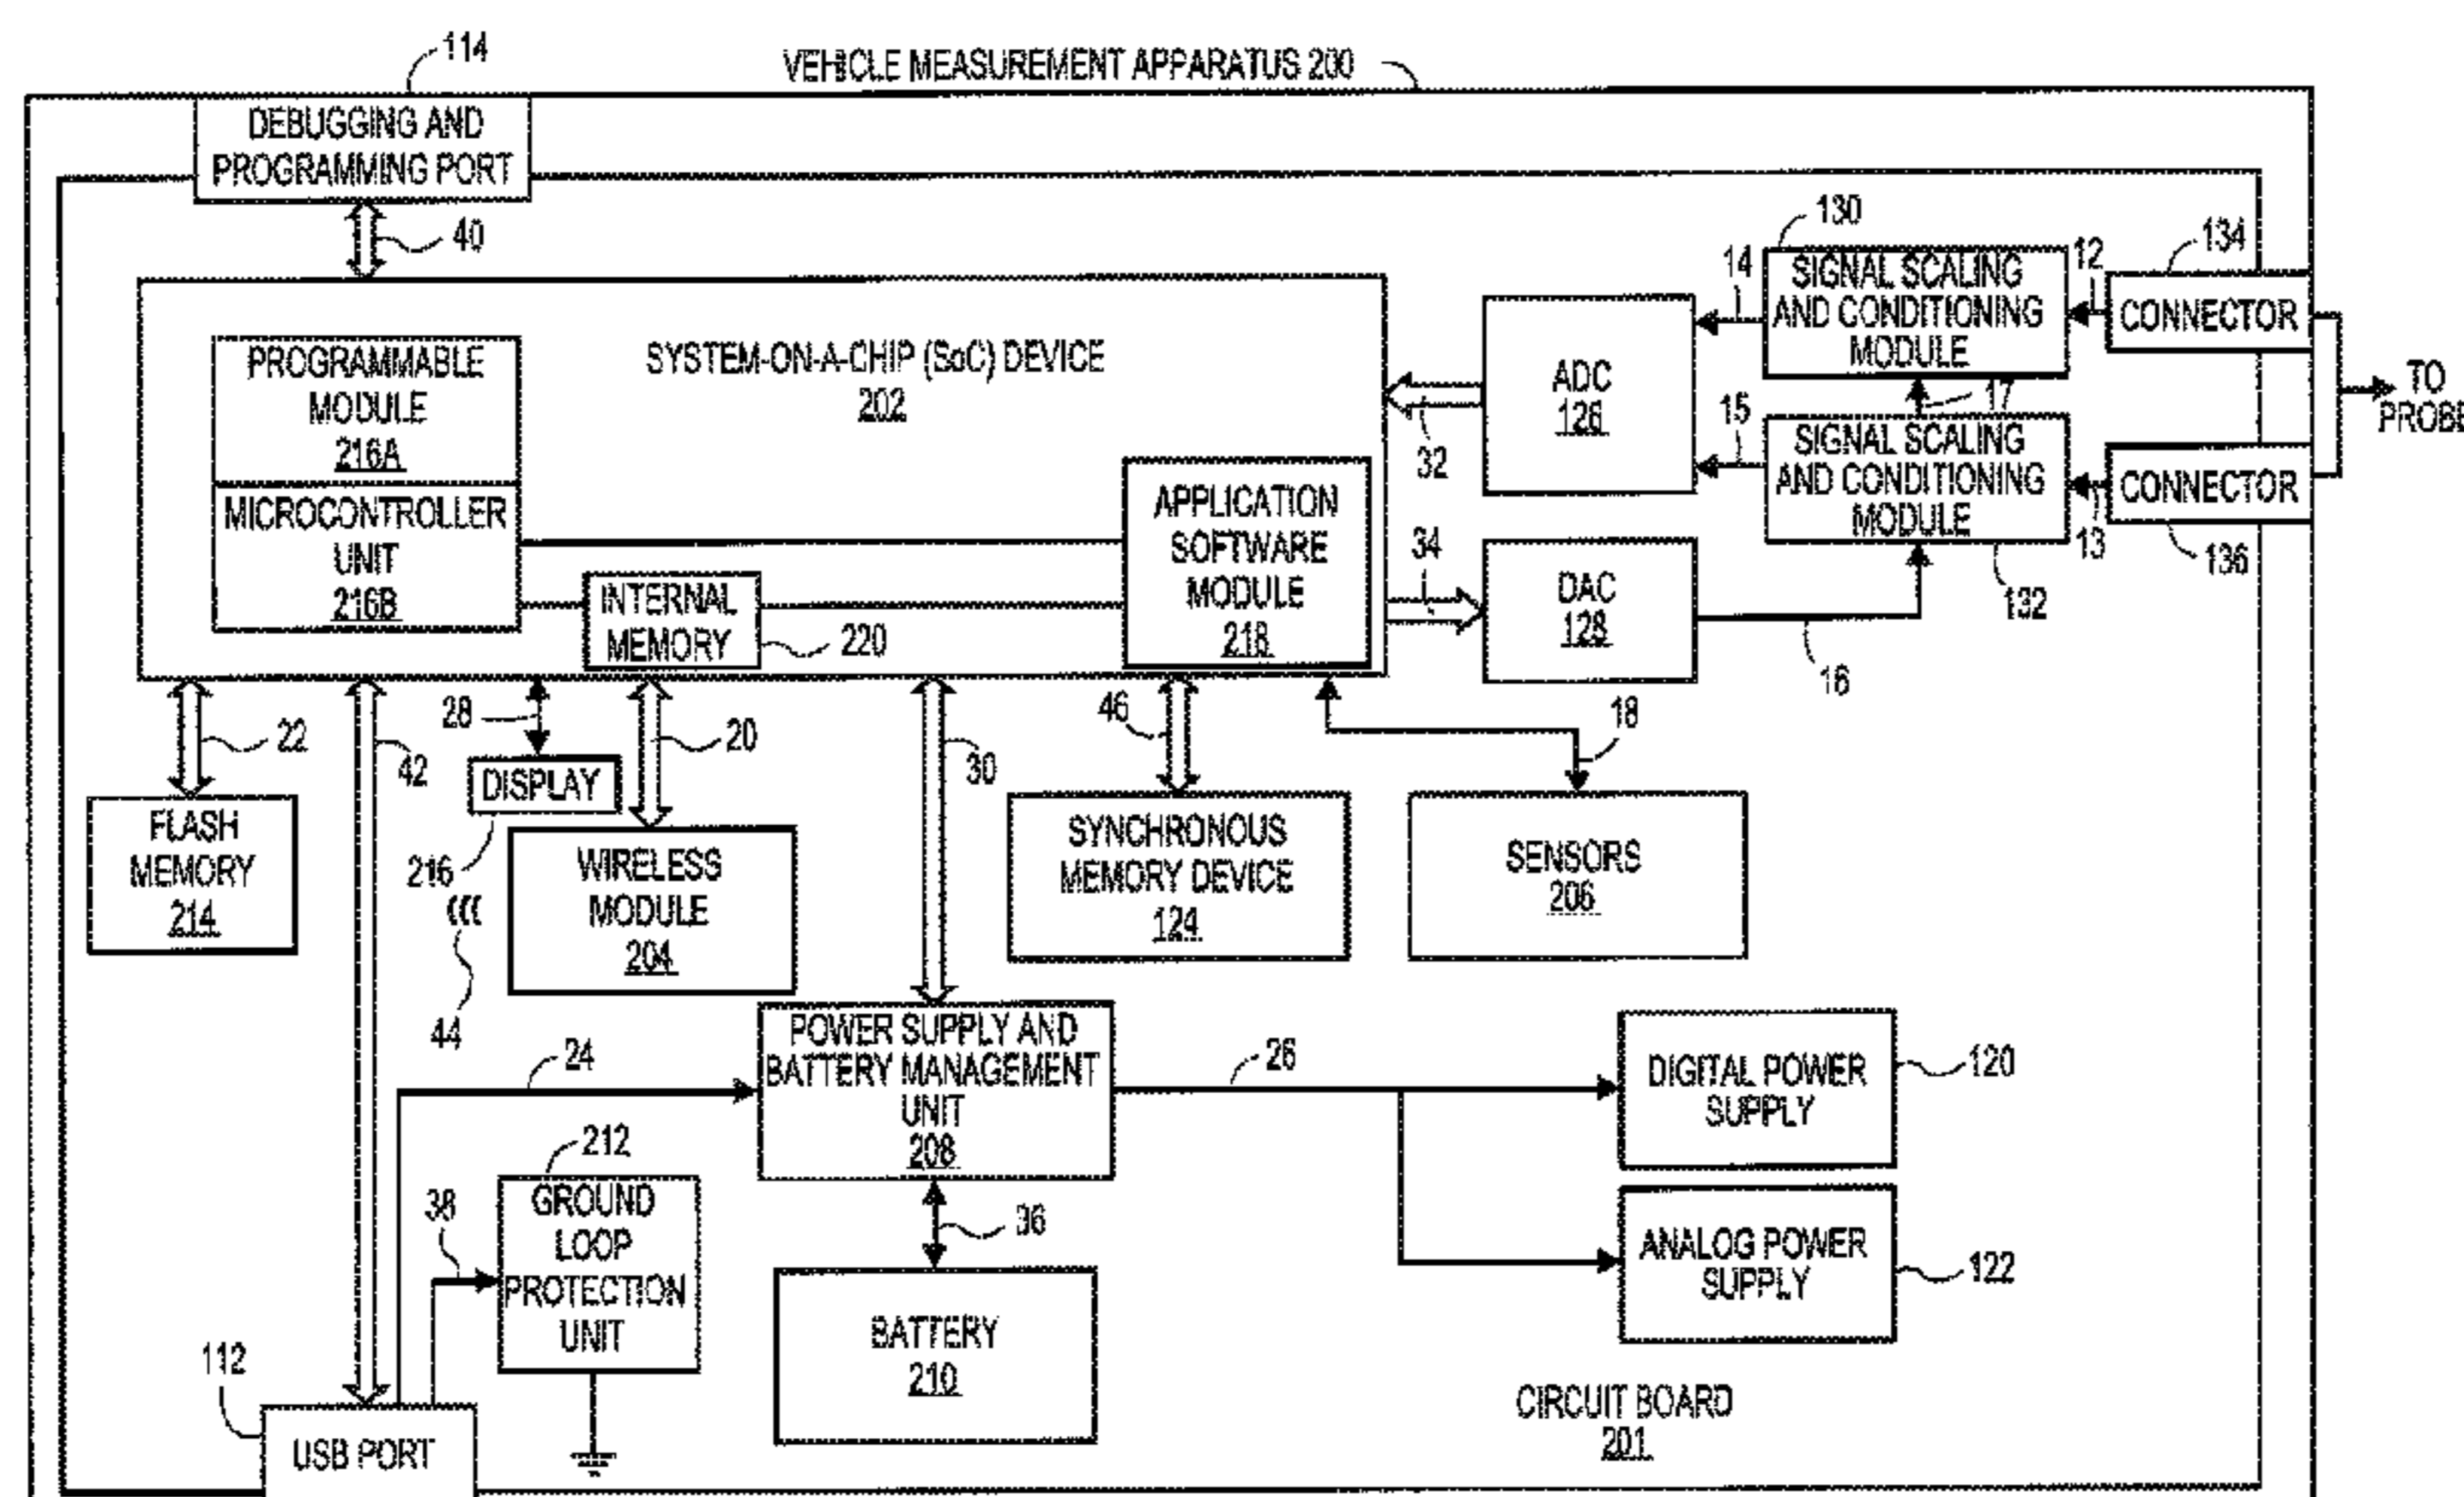 114
VEHICLE MEASUREMENT APPARATUS 200
DEBUGGING AND
PROGRAMMING PORT
40
130
SIGNAL SCALING
AND CONDITIONING
MODULE
14
12
134
CONNECTOR
TO
PROBE
17
SYSTEM-ON-A-CHIP (SoC) DEVICE
202
PROGRAMMABLE
MODULE
216A
MICROCONTROLLER
UNIT
216B
INTERNAL
MEMORY
220
APPLICATION
SOFTWARE
MODULE
218
32
ADC
126
15
SIGNAL SCALING
AND CONDITIONING
MODULE
132
13
CONNECTOR
136
34
DAC
128
16
22
42
28
20
30
46
18
FLASH
MEMORY
214
DISPLAY
216
44
WIRELESS
MODULE
204
SYNCHRONOUS
MEMORY DEVICE
124
SENSORS
206
24
POWER SUPPLY AND
BATTERY MANAGEMENT
UNIT
208
26
DIGITAL POWER
SUPPLY
120
38
212
GROUND
LOOP
PROTECTION
UNIT
36
BATTERY
210
ANALOG POWER
SUPPLY
122
112
USB PORT
CIRCUIT BOARD
201